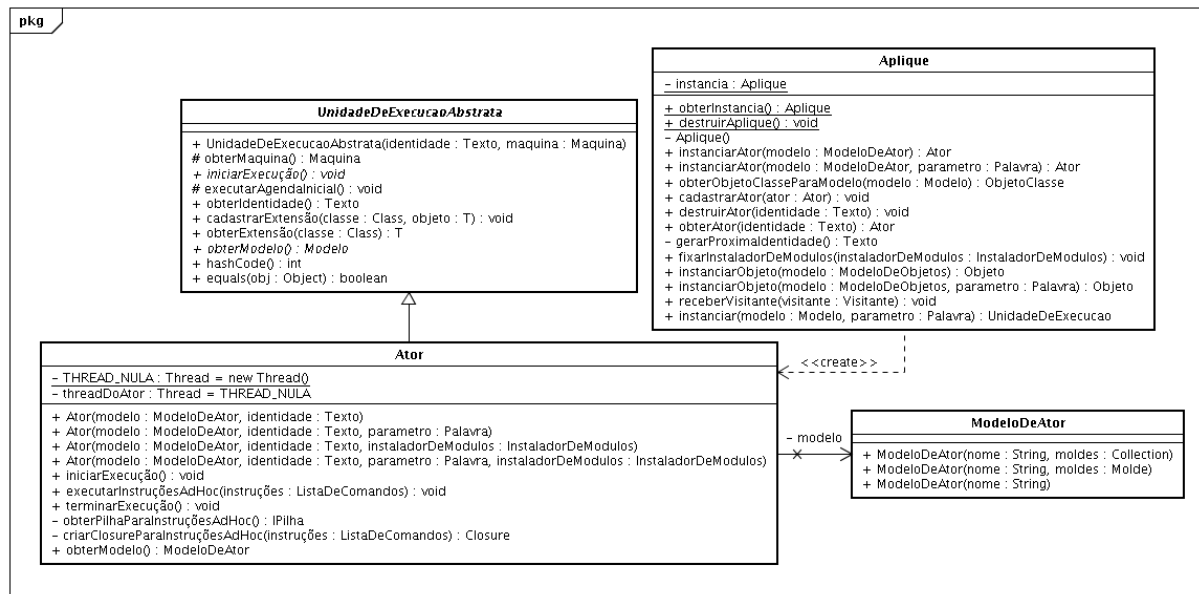 pkg
Aplique
- instancia : Aplique
+ obterInstancia() : Aplique
+ destruirAplique() : void
- Aplique()
+ instanciarAtor(modelo : ModeloDeAtor) : Ator
+ instanciarAtor(modelo : ModeloDeAtor, parametro : Palavra) : Ator
+ obterObjetoClasseParaModelo(modelo : Modelo) : ObjetoClasse
+ cadastrarAtor(ator : Ator) : void
+ destruirAtor(identidade : Texto) : void
+ obterAtor(identidade : Texto) : Ator
- gerarProximaIdentidade() : Texto
+ fixarInstaladorDeModulos(instaladorDeModulos : InstaladorDeModulos) : void
+ instanciarObjeto(modelo : ModeloDeObjetos) : Objeto
+ instanciarObjeto(modelo : ModeloDeObjetos, parametro : Palavra) : Objeto
+ receberVisitante(visitante : Visitante) : void
+ instanciar(modelo : Modelo, parametro : Palavra) : UnidadeDeExecucao
UnidadeDeExecucaoAbstrata
+ UnidadeDeExecucaoAbstrata(identidade : Texto, maquina : Maquina)
# obterMaquina() : Maquina
+ iniciarExecução() : void
# executarAgendaInicial() : void
+ obterIdentidade() : Texto
+ cadastrarExtensão(classe : Class, objeto : T) : void
+ obterExtensão(classe : Class) : T
+ obterModelo() : Modelo
+ hashCode() : int
+ equals(obj : Object) : boolean
<<create>>
Ator
- THREAD_NULA : Thread = new Thread()
- threadDoAtor : Thread = THREAD_NULA
+ Ator(modelo : ModeloDeAtor, identidade : Texto)
+ Ator(modelo : ModeloDeAtor, identidade : Texto, parametro : Palavra)
+ Ator(modelo : ModeloDeAtor, identidade : Texto, instaladorDeModulos : InstaladorDeModulos)
+ Ator(modelo : ModeloDeAtor, identidade : Texto, parametro : Palavra, instaladorDeModulos : InstaladorDeModulos)
+ iniciarExecução() : void
+ executarInstruçõesAdHoc(instruções : ListaDeComandos) : void
+ terminarExecução() : void
- obterPilhaParaInstruçõesAdHoc() : IPilha
- criarClosureParaInstruçõesAdHoc(instruções : ListaDeComandos) : Closure
+ obterModelo() : ModeloDeAtor
- modelo
ModeloDeAtor
+ ModeloDeAtor(nome : String, moldes : Collection)
+ ModeloDeAtor(nome : String, moldes : Molde)
+ ModeloDeAtor(nome : String)